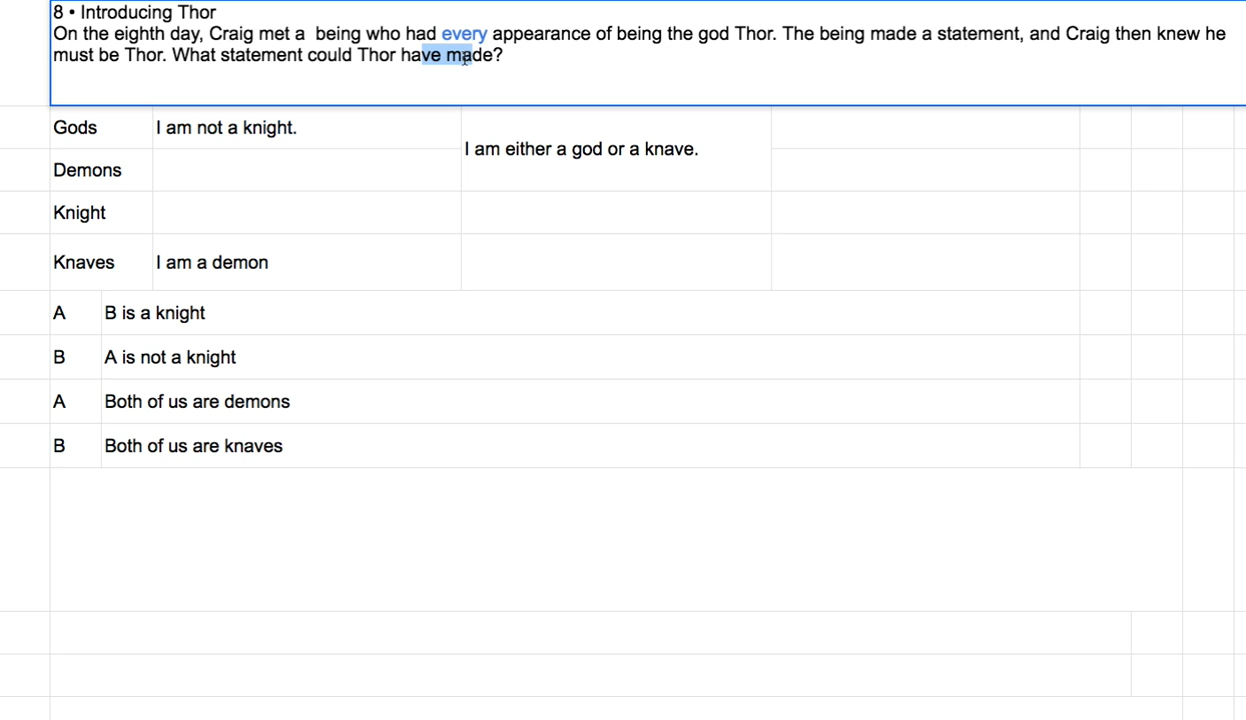 8 • Introducing Thor
On the eighth day, Craig met a  being who had every appearance of being the god Thor. The being made a statement, and Craig then knew he
must be Thor. What statement could Thor have made?
Gods I am not a knight.
I am either a god or a knave.
Demons
Knight
Knaves I am a demon
A B is a knight
B A is not a knight
A Both of us are demons
B Both of us are knaves